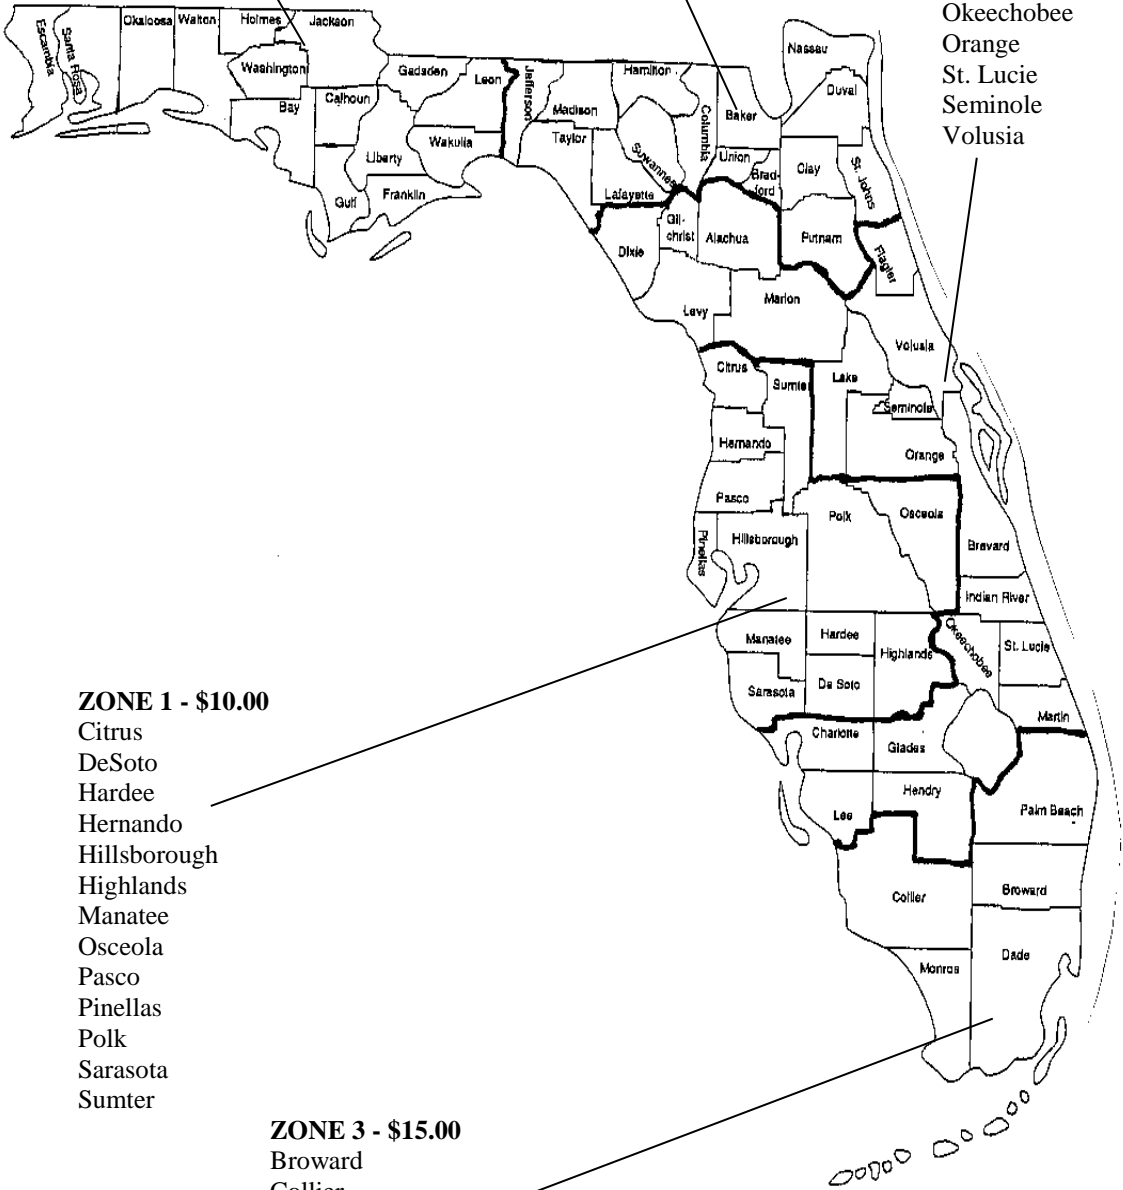 Okeechobee
Orange
St. Lucie
Seminole
Volusia
Escambia
Santa Rosa
Okaloosa
Walton
Holmes
Jackson
Washington
Bay
Calhoun
Gulf
Liberty
Franklin
Gadsden
Leon
Wakulla
Jefferson
Madison
Taylor
Hamilton
Suwannee
Lafayette
Columbia
Baker
Nassau
Duval
Union
Brad-
ford
Clay
St. Johns
Dixie
Gil-
christ
Alachua
Putnam
Flagler
Levy
Marion
Volusia
Citrus
Sumter
Lake
Seminole
Hernando
Orange
Pasco
Polk
Osceola
Pinellas
Hillsborough
Brevard
Indian River
Manatee
Hardee
Highlands
Okeechobee
St. Lucie
Sarasota
De Soto
Martin
Charlotte
Glades
Lee
Hendry
Palm Beach
Collier
Broward
Monroe
Dade
ZONE 1 - $10.00
Citrus
DeSoto
Hardee
Hernando
Hillsborough
Highlands
Manatee
Osceola
Pasco
Pinellas
Polk
Sarasota
Sumter
ZONE 3 - $15.00
Broward
Collier